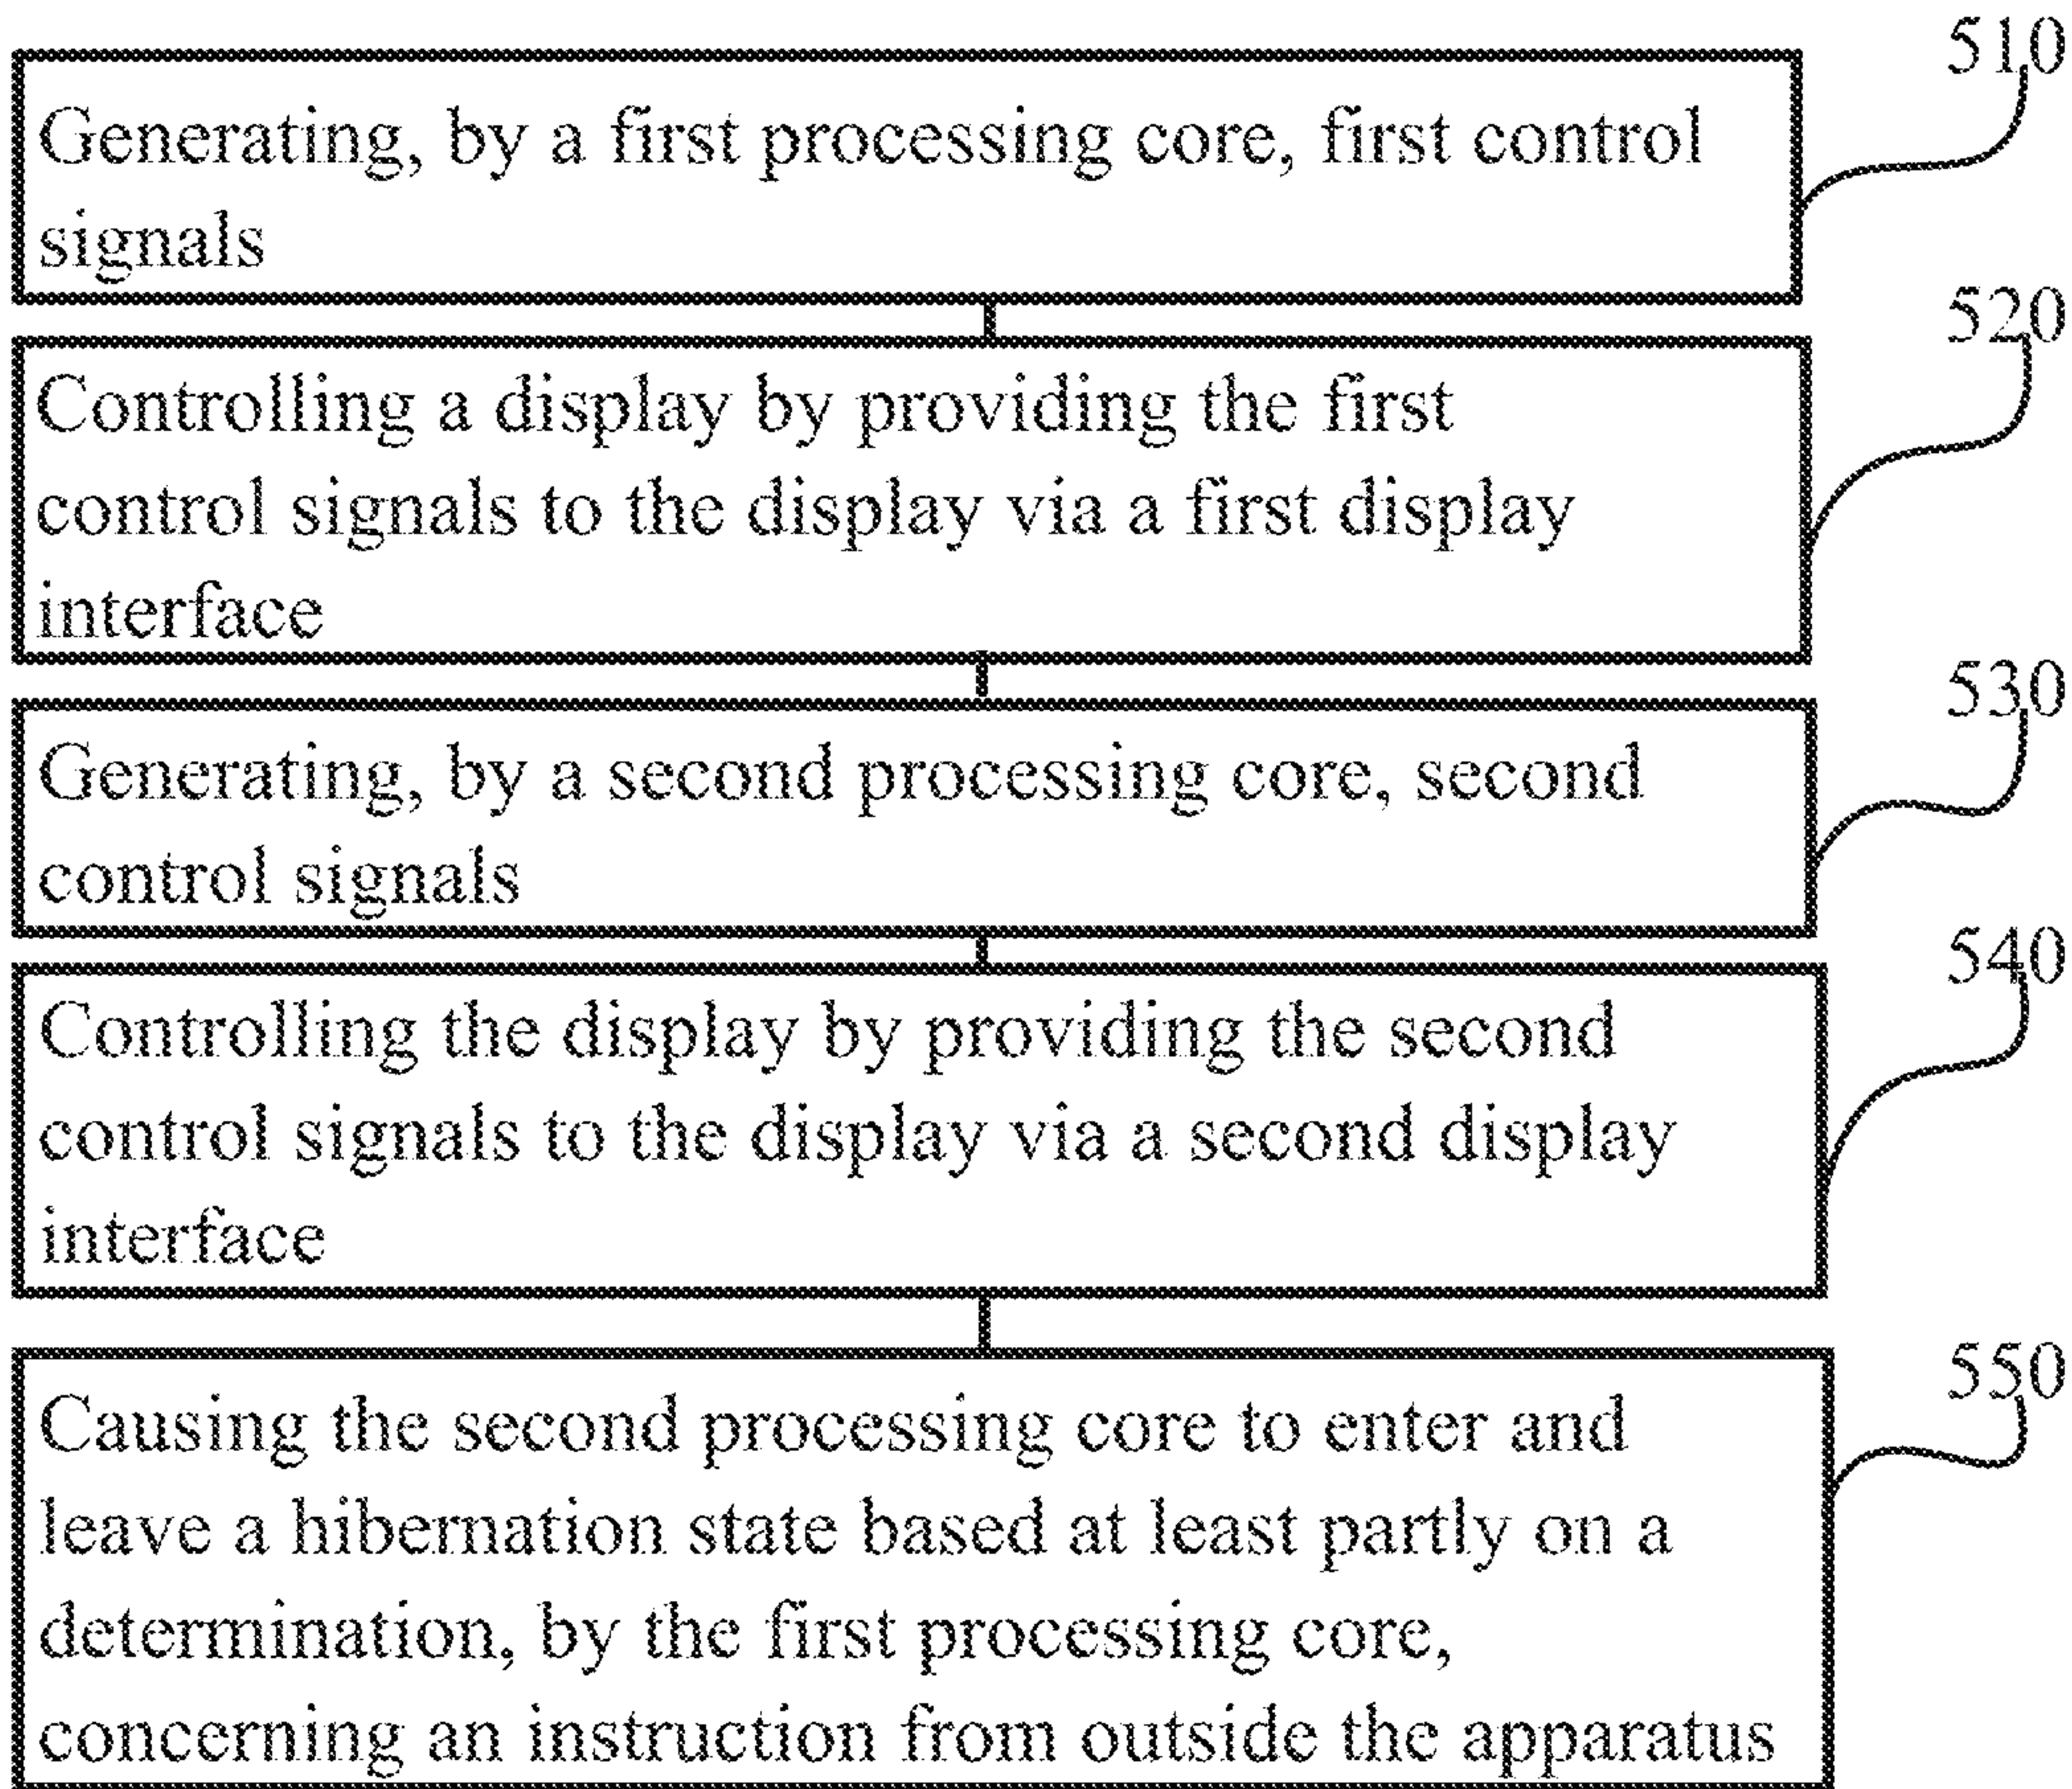 510
Generating, by a first processing core, first control
signals
520
Controlling a display by providing the first
control signals to the display via a first display
interface
530
Generating, by a second processing core, second
control signals
540
Controlling the display by providing the second
control signals to the display via a second display
interface
550
Causing the second processing core to enter and
leave a hibernation state based at least partly on a
determination, by the first processing core,
concerning an instruction from outside the apparatus